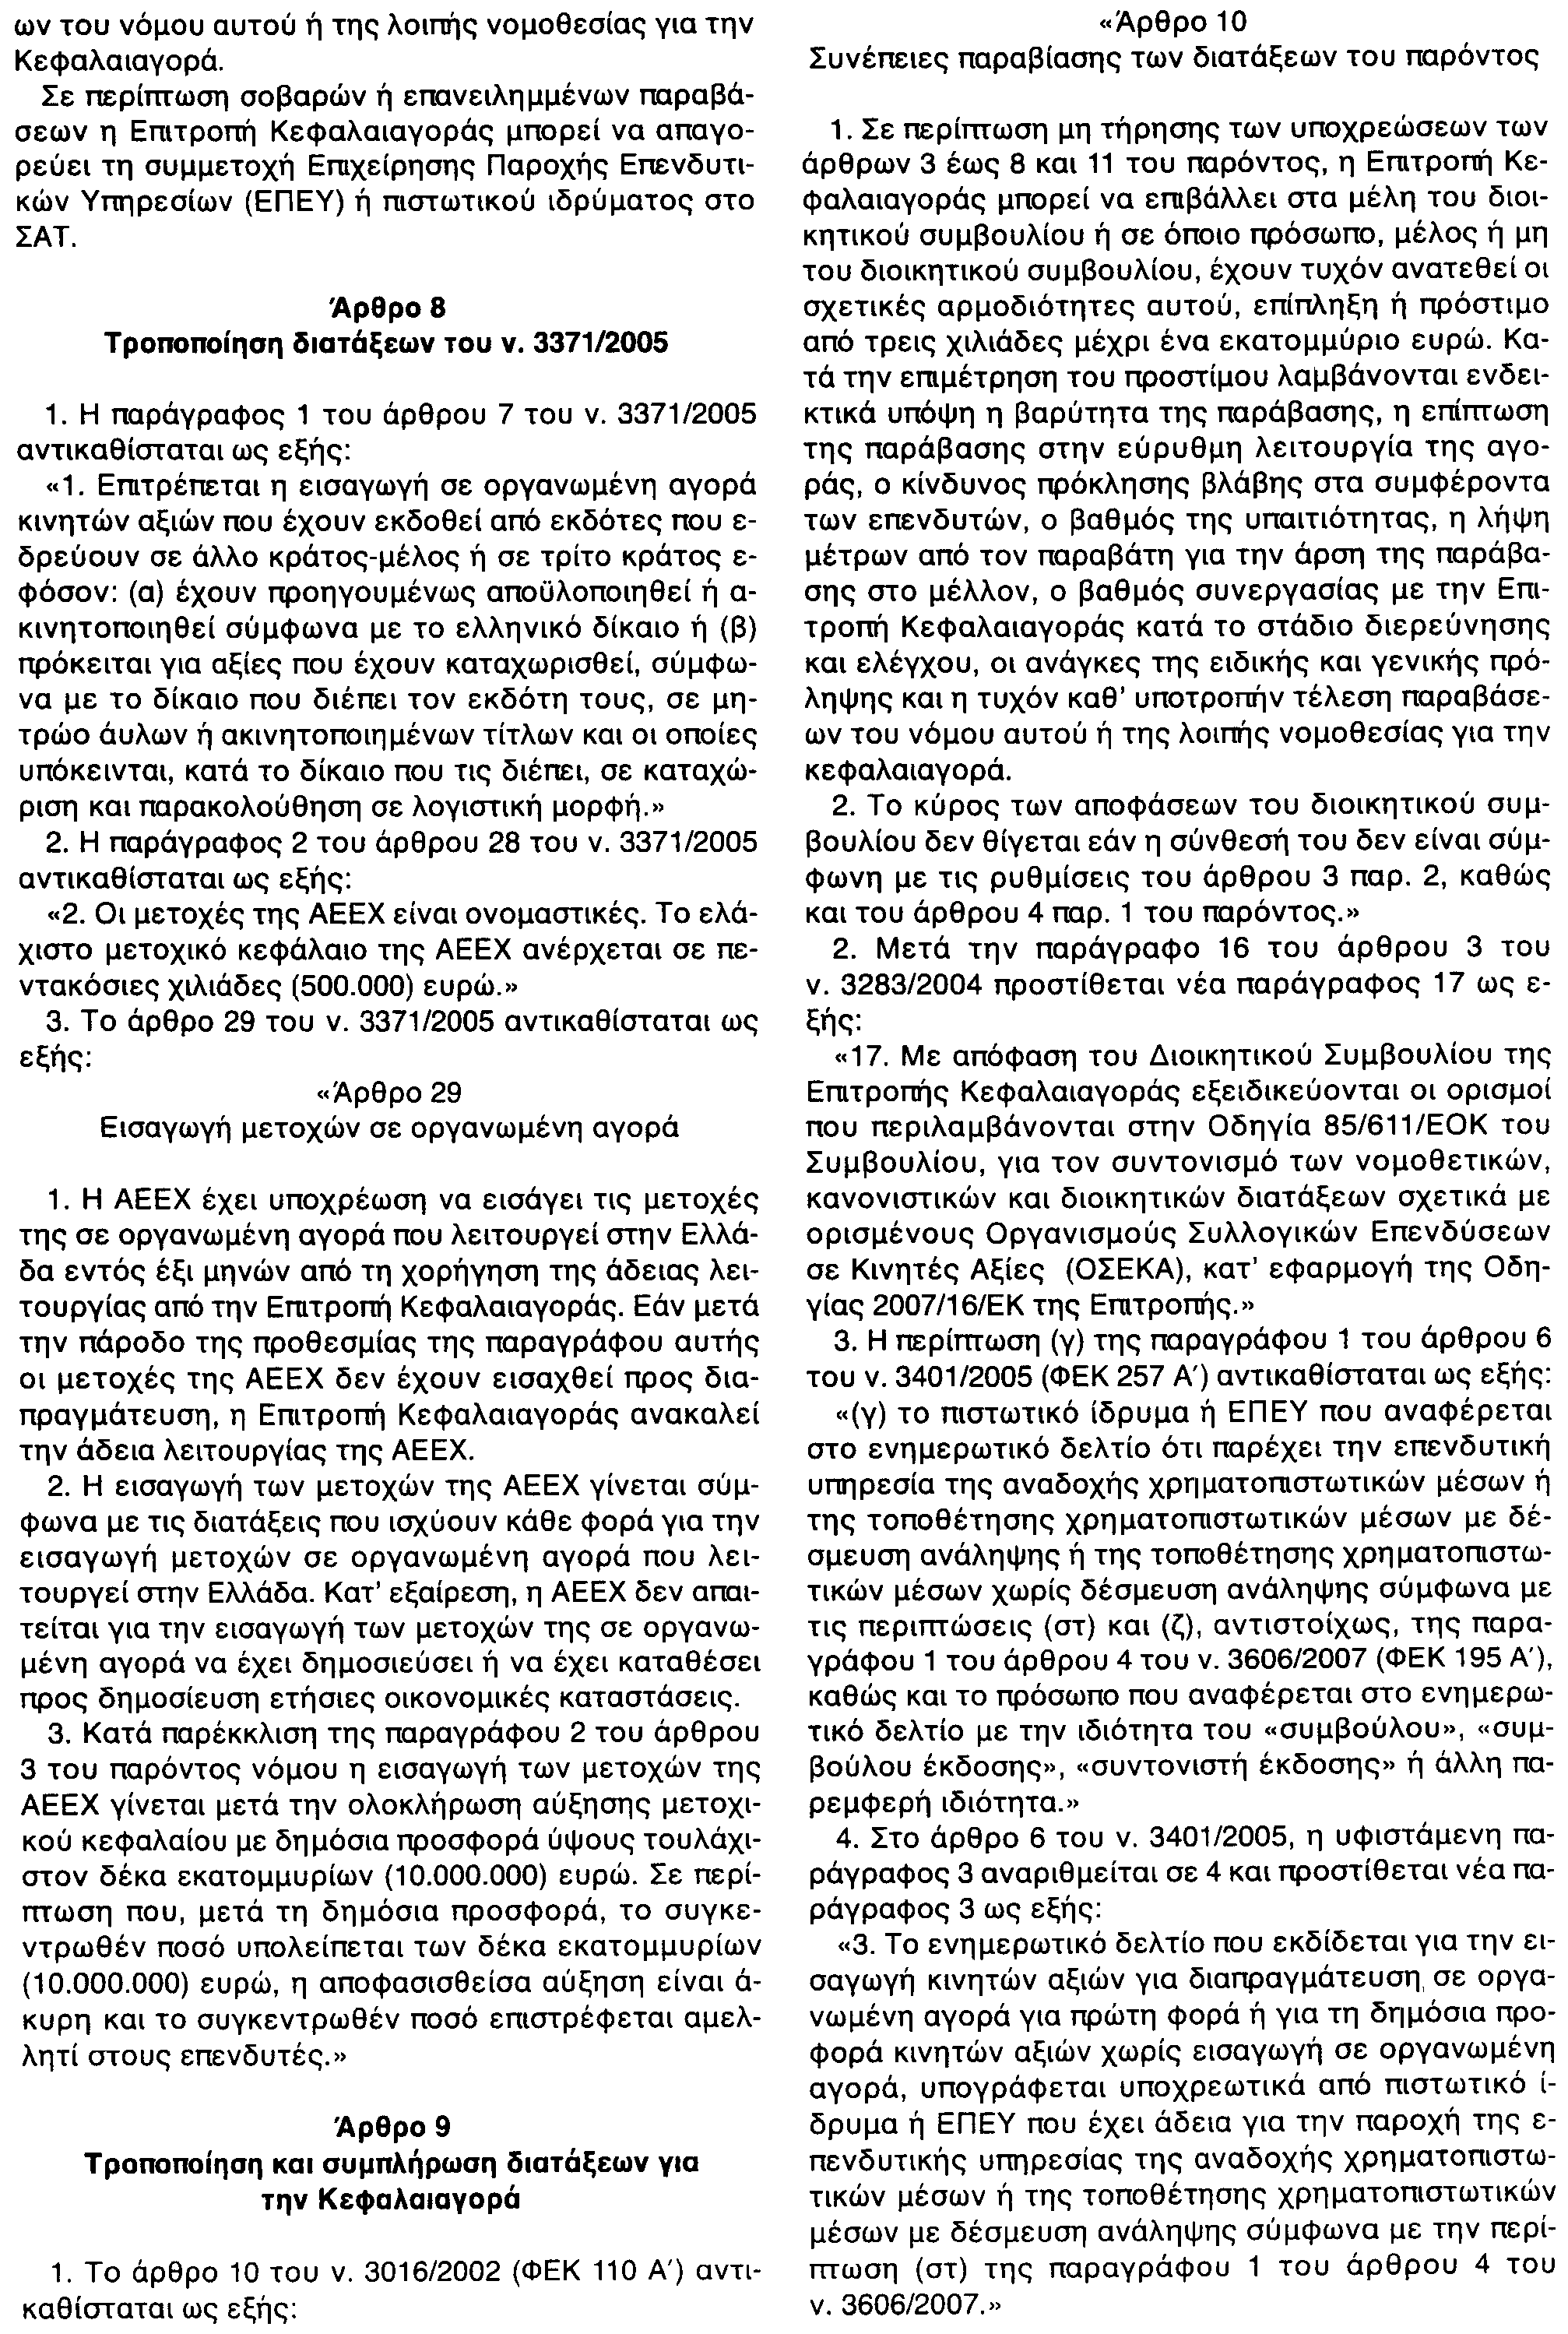 ων του νόμου αυτού ή της λοιπής νομοθεσίας για την
Κεφαλαιαγορά.
Σε περίπτωση σοβαρών ή επανειλημμένων παραβά-
σεων η Επιτροπή Κεφαλαιαγοράς μπορεί να απαγο-
ρεύει τη συμμετοχή Επιχείρησης Παροχής Επενδυτι-
κών Υπηρεσίων (ΕΠΕΥ) ή πιστωτικού ιδρύματος στο
ΣΑΤ.
Άρθρο 8
Τροποποίηση διατάξεων του ν. 3371/2005
1. Η παράγραφος 1 του άρθρου 7 του ν. 3371/2005
αντικαθίσταται ως εξής:
«1. Επιτρέπεται η εισαγωγή σε οργανωμένη αγορά
κινητών αξιών που έχουν εκδοθεί από εκδότες που ε-
δρεύουν σε άλλο κράτος-μέλος ή σε τρίτο κράτος ε-
φόσον: (α) έχουν προηγουμένως αποϋλοποιηθεί ή α-
κινητοποιηθεί σύμφωνα με το ελληνικό δίκαιο ή (β)
πρόκειται για αξίες που έχουν καταχωρισθεί, σύμφω-
να με το δίκαιο που διέπει τον εκδότη τους, σε μη-
τρώο άυλων ή ακινητοποιημένων τίτλων και οι οποίες
υπόκεινται, κατά το δίκαιο που τις διέπει, σε καταχώ-
ριση και παρακολούθηση σε λογιστική μορφή.»
2. Η παράγραφος 2 του άρθρου 28 του ν. 3371/2005
αντικαθίσταται ως εξής:
«2. Οι μετοχές της ΑΕΕΧ είναι ονομαστικές. Το ελά-
χιστο μετοχικό κεφάλαιο της ΑΕΕΧ ανέρχεται σε πε-
ντακόσιες χιλιάδες (500.000) ευρώ.»
3. Το άρθρο 29 του ν. 3371/2005 αντικαθίσταται ως
εξής:
«Άρθρο 29
Εισαγωγή μετοχών σε οργανωμένη αγορά
1. Η ΑΕΕΧ έχει υποχρέωση να εισάγει τις μετοχές
της σε οργανωμένη αγορά που λειτουργεί στην Ελλά-
δα εντός έξι μηνών από τη χορήγηση της άδειας λει-
τουργίας από την Επιτροπή Κεφαλαιαγοράς. Εάν μετά
την πάροδο της προθεσμίας της παραγράφου αυτής
οι μετοχές της ΑΕΕΧ δεν έχουν εισαχθεί προς δια-
πραγμάτευση, η Επιτροπή Κεφαλαιαγοράς ανακαλεί
την άδεια λειτουργίας της ΑΕΕΧ.
2. Η εισαγωγή των μετοχών της ΑΕΕΧ γίνεται σύμ-
φωνα με τις διατάξεις που ισχύουν κάθε φορά για την
εισαγωγή μετοχών σε οργανωμένη αγορά που λει-
τουργεί στην Ελλάδα. Κατ' εξαίρεση, η ΑΕΕΧ δεν απαι-
τείται για την εισαγωγή των μετοχών της σε οργανω-
μένη αγορά να έχει δημοσιεύσει ή να έχει καταθέσει
προς δημοσίευση ετήσιες οικονομικές καταστάσεις.
3. Κατά παρέκκλιση της παραγράφου 2 του άρθρου
3 του παρόντος νόμου η εισαγωγή των μετοχών της
ΑΕΕΧ γίνεται μετά την ολοκλήρωση αύξησης μετοχι-
κού κεφαλαίου με δημόσια προσφορά ύψους τουλάχι-
στον δέκα εκατομμυρίων (10.000.000) ευρώ. Σε περί-
πτωση που, μετά τη δημόσια προσφορά, το συγκε-
ντρωθέν ποσό υπολείπεται των δέκα εκατομμυρίων
(10.000.000) ευρώ, η αποφασισθείσα αύξηση είναι ά-
κυρη και το συγκεντρωθέν ποσό επιστρέφεται αμελ-
λητί στους επενδυτές.»
Άρθρο 9
Τροποποίηση και συμπλήρωση διατάξεων για
την Κεφαλαιαγορά
1. Το άρθρο 10 του ν. 3016/2002 (ΦΕΚ 110 Α') αντι-
καθίσταται ως εξής:
«Άρθρο 10
Συνέπειες παραβίασης των διατάξεων του παρόντος
1. Σε περίπτωση μη τήρησης των υποχρεώσεων των
άρθρων 3 έως 8 και 11 του παρόντος, η Επιτροπή Κε-
φαλαιαγοράς μπορεί να επιβάλλει στα μέλη του διοι-
κητικού συμβουλίου ή σε όποιο πρόσωπο, μέλος ή μη
του διοικητικού συμβουλίου, έχουν τυχόν ανατεθεί οι
σχετικές αρμοδιότητες αυτού, επίπληξη ή πρόστιμο
από τρεις χιλιάδες μέχρι ένα εκατομμύριο ευρώ. Κα-
τά την επιμέτρηση του προστίμου λαμβάνονται ενδει-
κτικά υπόψη η βαρύτητα της παράβασης, η επίπτωση
της παράβασης στην εύρυθμη λειτουργία της αγο-
ράς, ο κίνδυνος πρόκλησης βλάβης στα συμφέροντα
των επενδυτών, ο βαθμός της υπαιτιότητας, η λήψη
μέτρων από τον παραβάτη για την άρση της παράβα-
σης στο μέλλον, ο βαθμός συνεργασίας με την Επι-
τροπή Κεφαλαιαγοράς κατά το στάδιο διερεύνησης
και ελέγχου, οι ανάγκες της ειδικής και γενικής πρό-
ληψης και η τυχόν καθ' υποτροπήν τέλεση παραβάσε-
ων του νόμου αυτού ή της λοιπής νομοθεσίας για την
κεφαλαιαγορά.
2. Το κύρος των αποφάσεων του διοικητικού συμ-
βουλίου δεν θίγεται εάν η σύνθεσή του δεν είναι σύμ-
φωνη με τις ρυθμίσεις του άρθρου 3 παρ. 2, καθώς
και του άρθρου 4 παρ. 1 του παρόντος.»
2. Μετά την παράγραφο 16 του άρθρου 3 του
ν. 3283/2004 προστίθεται νέα παράγραφος 17 ως ε-
ξής:
«17. Με απόφαση του Διοικητικού Συμβουλίου της
Επιτροπής Κεφαλαιαγοράς εξειδικεύονται οι ορισμοί
που περιλαμβάνονται στην Οδηγία 85/611/ΕΟΚ του
Συμβουλίου, για τον συντονισμό των νομοθετικών,
κανονιστικών και διοικητικών διατάξεων σχετικά με
ορισμένους Οργανισμούς Συλλογικών Επενδύσεων
σε Κινητές Αξίες (ΟΣΕΚΑ), κατ' εφαρμογή της Οδη-
γίας 2007/16/ΕΚ της Επιτροπής.»
3. Η περίπτωση (γ) της παραγράφου 1 του άρθρου 6
του ν. 3401/2005 (ΦΕΚ 257 Α') αντικαθίσταται ως εξής:
«(γ) το πιστωτικό ίδρυμα ή ΕΠΕΥ που αναφέρεται
στο ενημερωτικό δελτίο ότι παρέχει την επενδυτική
υπηρεσία της αναδοχής χρηματοπιστωτικών μέσων ή
της τοποθέτησης χρηματοπιστωτικών μέσων με δέ-
σμευση ανάληψης ή της τοποθέτησης χρηματοπιστω-
τικών μέσων χωρίς δέσμευση ανάληψης σύμφωνα με
τις περιπτώσεις (στ) και (ζ), αντιστοίχως, της παρα-
γράφου 1 του άρθρου 4 του ν. 3606/2007 (ΦΕΚ 195 Α'),
καθώς και το πρόσωπο που αναφέρεται στο ενημερω-
τικό δελτίο με την ιδιότητα του «συμβούλου», «συμ-
βούλου έκδοσης», «συντονιστή έκδοσης» ή άλλη πα-
ρεμφερή ιδιότητα.»
4. Στο άρθρο 6 του ν. 3401/2005, η υφιστάμενη πα-
ράγραφος 3 αναριθμείται σε 4 και προστίθεται νέα πα-
ράγραφος 3 ως εξής:
«3. Το ενημερωτικό δελτίο που εκδίδεται για την ει-
σαγωγή κινητών αξιών για διαπραγμάτευση σε οργα-
νωμένη αγορά για πρώτη φορά ή για τη δημόσια προ-
φορά κινητών αξιών χωρίς εισαγωγή σε οργανωμένη
αγορά, υπογράφεται υποχρεωτικά από πιστωτικό ί-
δρυμα ή ΕΠΕΥ που έχει άδεια για την παροχή της ε-
πενδυτικής υπηρεσίας της αναδοχής χρηματοπιστω-
τικών μέσων ή της τοποθέτησης χρηματοπιστωτικών
μέσων με δέσμευση ανάληψης σύμφωνα με την περί-
πτωση (στ) της παραγράφου 1 του άρθρου 4 του
ν. 3606/2007.»